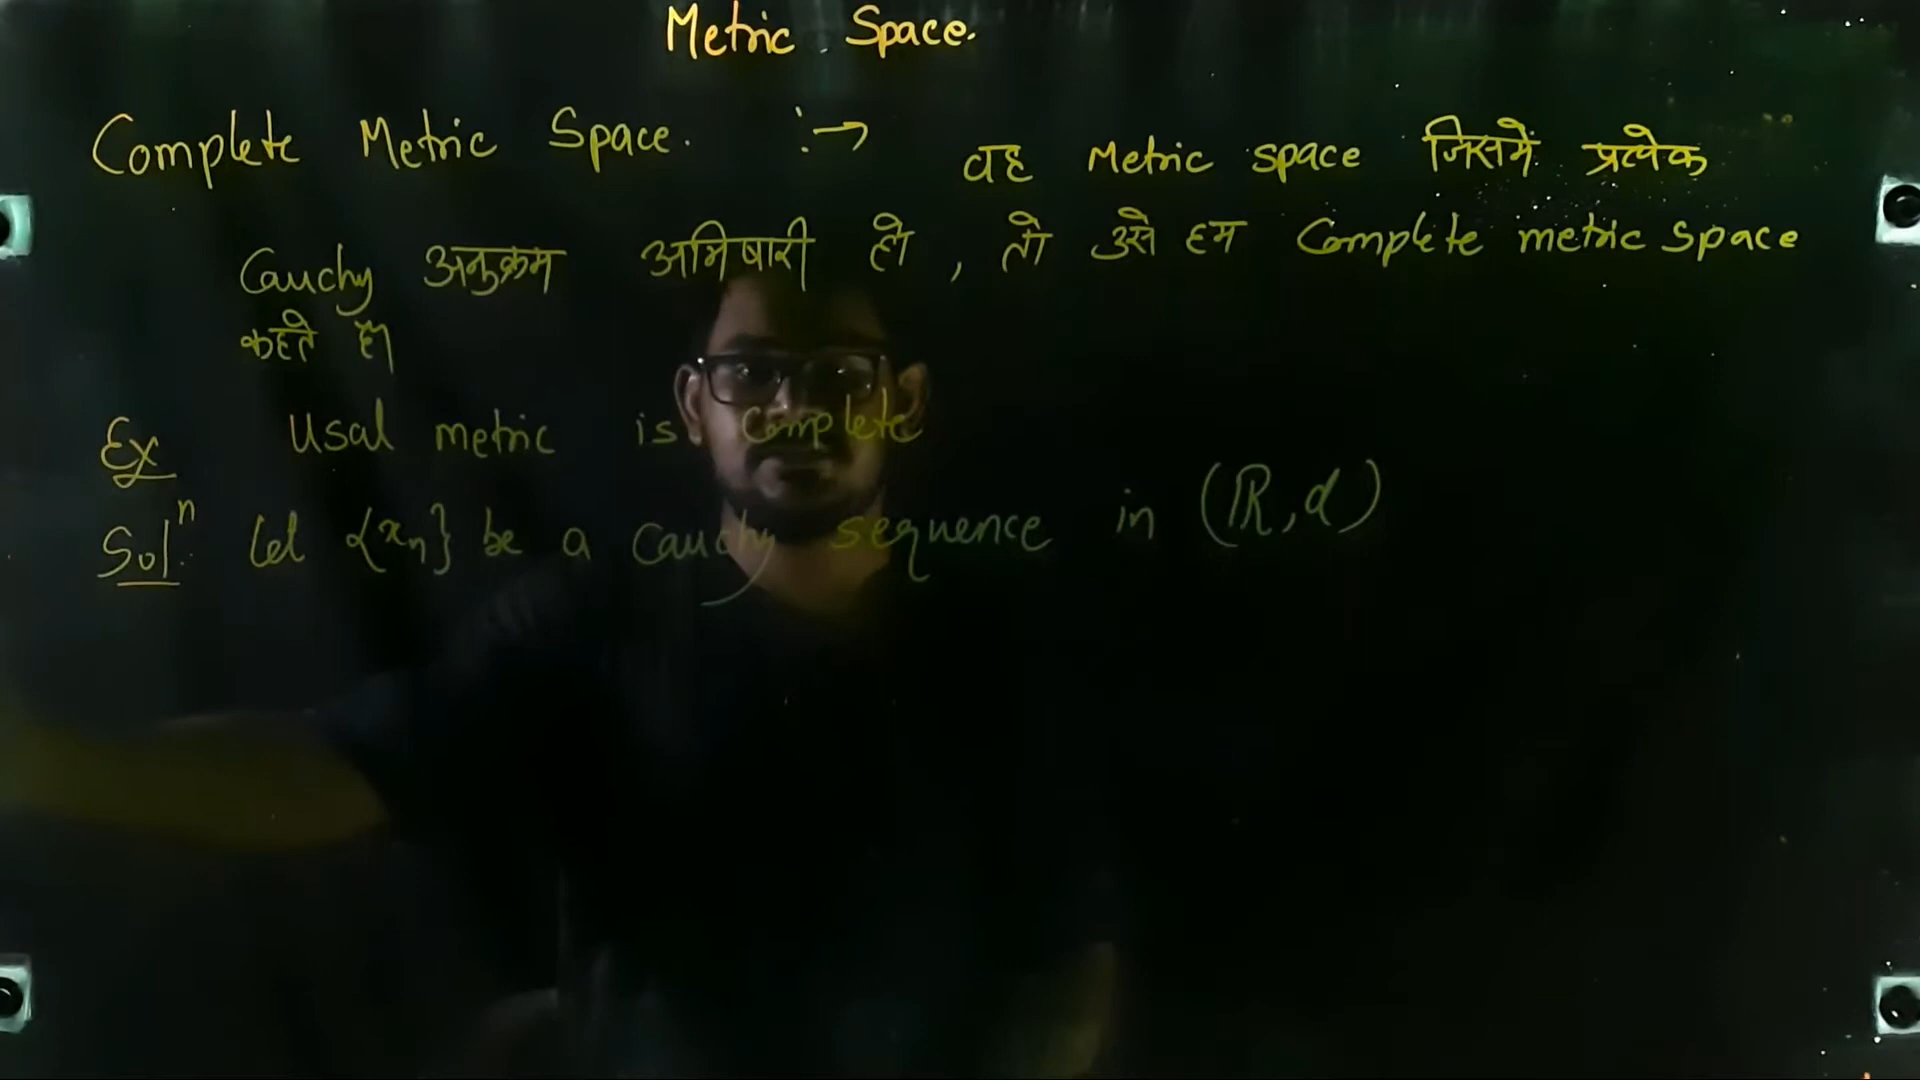 Metric Space.
Complete Metric Space. :→ वह Metric space जिसमें प्रत्येक
Cauchy अनुक्रम अभिषारी हो, तो उसे हम Complete metric space
कहते है।
Ex Usal metric is complete
Solⁿ. Let {xₙ} be a Cauchy sequence in (ℝ, d)